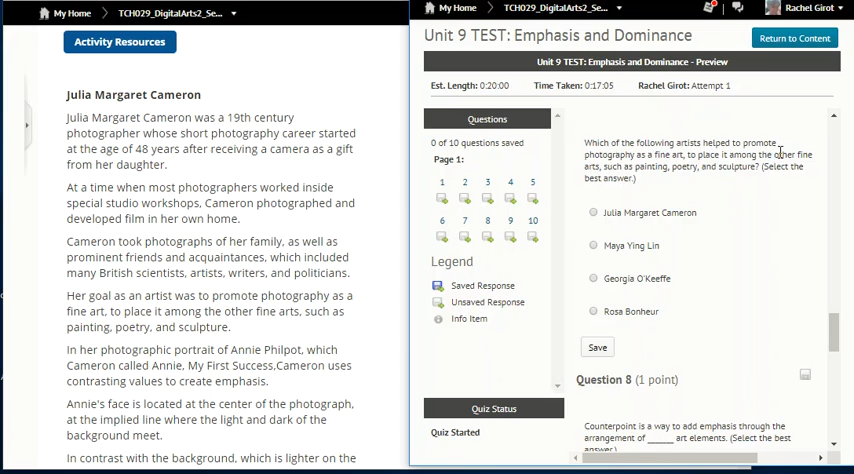 My Home
TCH029_DigitalArts2_Se...
Activity Resources
Julia Margaret Cameron
Julia Margaret Cameron was a 19th century
photographer whose short photography career started
at the age of 48 years after receiving a camera as a gift
from her daughter.
At a time when most photographers worked inside
special studio workshops, Cameron photographed and
developed film in her own home.
Cameron took photographs of her family, as well as
prominent friends and acquaintances, which included
many British scientists, artists, writers, and politicians.
Her goal as an artist was to promote photography as a
fine art, to place it among the other fine arts, such as
painting, poetry, and sculpture.
In her photographic portrait of Annie Philpot, which
Cameron called Annie, My First Success,Cameron uses
contrasting values to create emphasis.
Annie's face is located at the center of the photograph,
at the implied line where the light and dark of the
background meet.
In contrast with the background, which is lighter on the
My Home
TCH029_DigitalArts2_Se...
Rachel Girot
Unit 9 TEST: Emphasis and Dominance
Return to Content
Unit 9 TEST: Emphasis and Dominance - Preview
Est. Length: 0:20:00
Time Taken: 0:17:05
Rachel Girot: Attempt 1
Questions
0 of 10 questions saved
Page 1:
1 2 3 4 5
6 7 8 9 10
Legend
Saved Response
Unsaved Response
Info Item
Quiz Status
Quiz Started
Which of the following artists helped to promote
photography as a fine art, to place it among the other fine
arts, such as painting, poetry, and sculpture? (Select the
best answer.)
Julia Margaret Cameron
Maya Ying Lin
Georgia O'Keeffe
Rosa Bonheur
Save
Question 8 (1 point)
Counterpoint is a way to add emphasis through the
arrangement of ______ art elements. (Select the best
answer.)